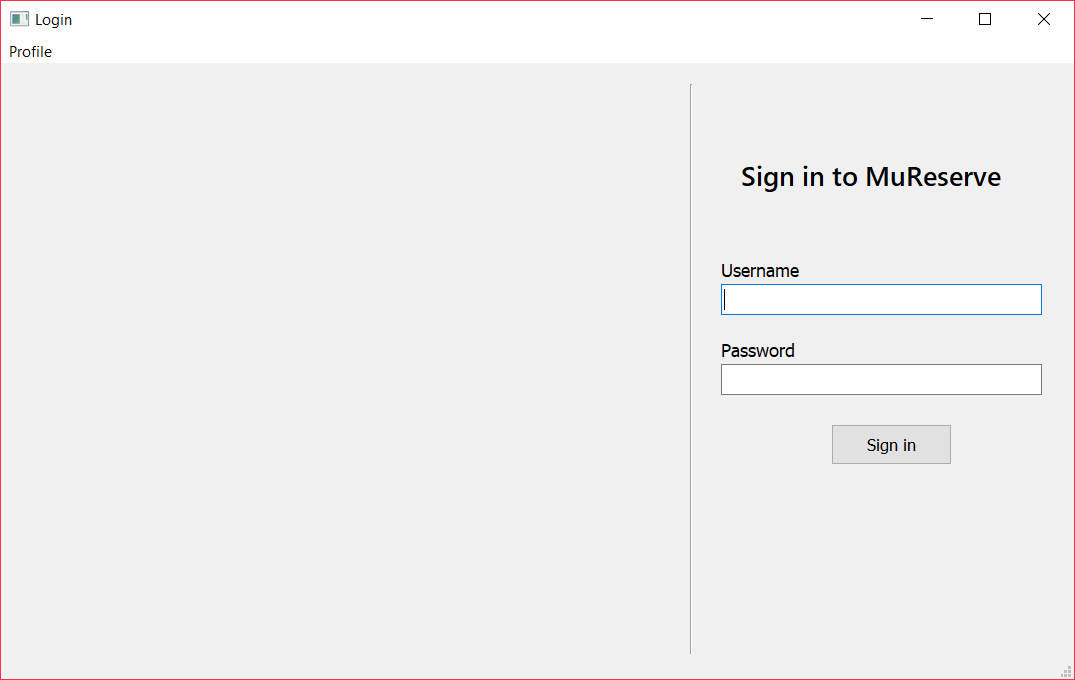 Login
Profile
Sign in to MuReserve
Username
Password
Sign in